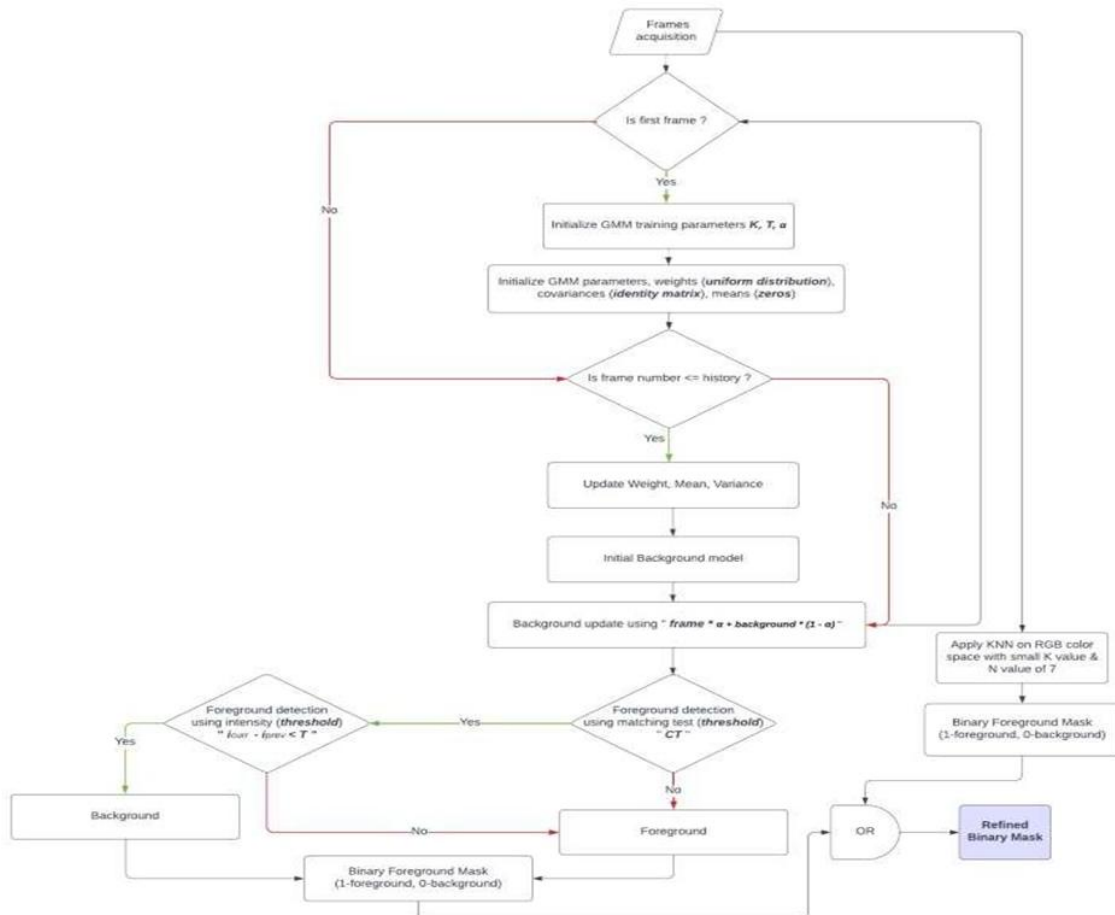 Frames
acquisition
Is first frame ?
Yes
No
Initialize GMM training parameters K, T, α
Initialize GMM parameters, weights (uniform distribution),
covariances (identity matrix), means (zeros)
Is frame number <= history ?
Yes
No
Update Weight, Mean, Variance
Initial Background model
Background update using " frame * α + background * (1 - α) "
Apply KNN on RGB color
space with small K value &
N value of 7
Binary Foreground Mask
(1-foreground, 0-background)
Foreground detection
using matching test (threshold)
" CT "
Yes
No
Foreground detection
using intensity (threshold)
" icurr - iprev < T "
Yes
No
Background
Foreground
Binary Foreground Mask
(1-foreground, 0-background)
OR
Refined
Binary Mask